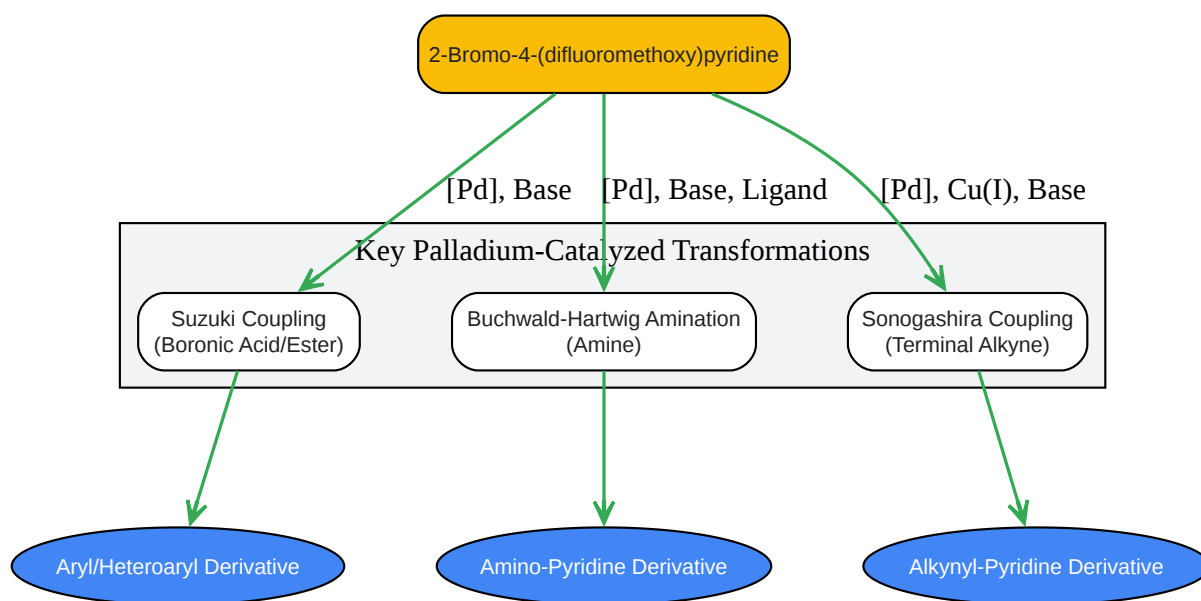 2-Bromo-4-(difluoromethoxy)pyridine
[Pd], Base
[Pd], Base, Ligand
[Pd], Cu(I), Base
Key Palladium-Catalyzed Transformations
Suzuki Coupling
(Boronic Acid/Ester)
Buchwald-Hartwig Amination
(Amine)
Sonogashira Coupling
(Terminal Alkyne)
Aryl/Heteroaryl Derivative
Amino-Pyridine Derivative
Alkynyl-Pyridine Derivative